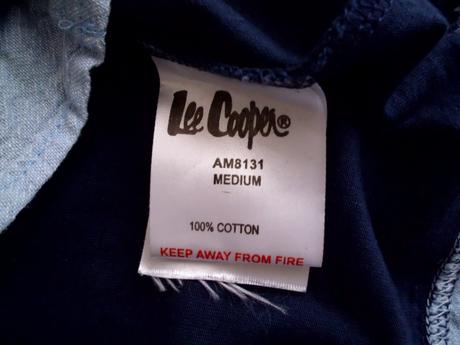 Lee Cooper®
AM8131
MEDIUM
100% COTTON
KEEP AWAY FROM FIRE